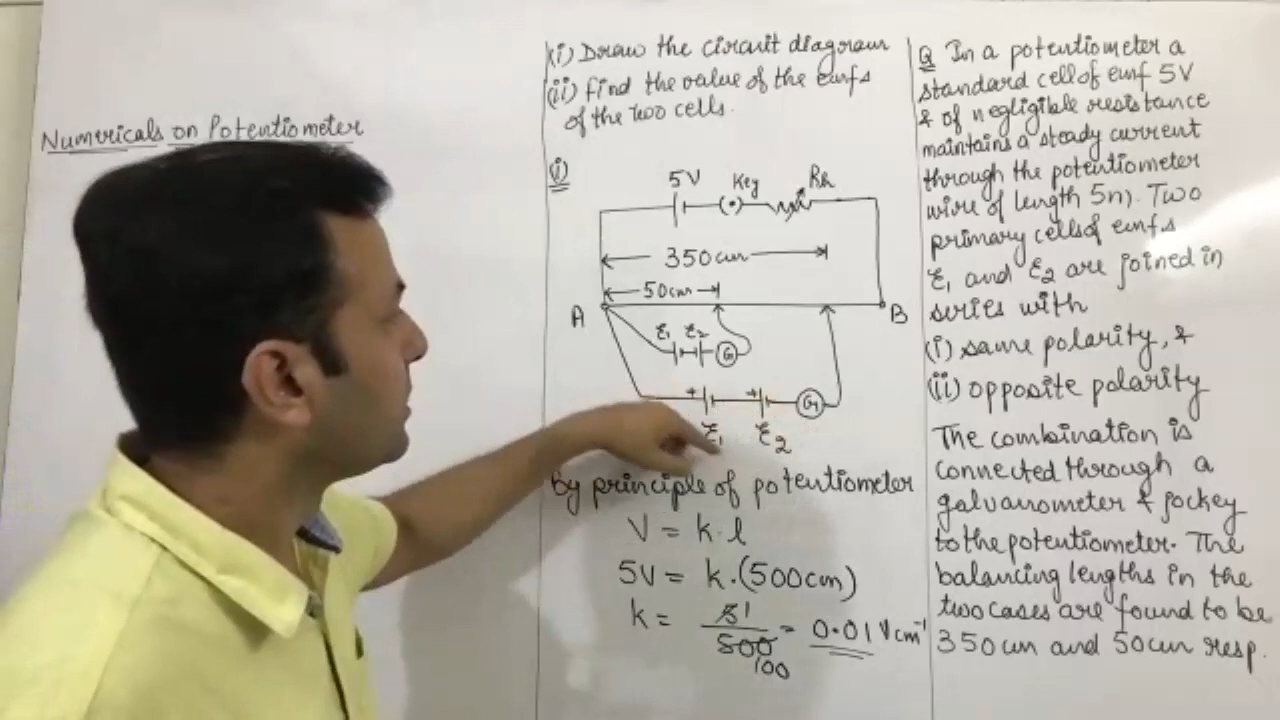 Numericals on Potentiometer
(i) Draw the circuit diagram
(ii) find the value of the emfs
of the two cells.
(i)
5V Key Rh
350cm
50cm
A B
ε₁ ε₂
G
+ + G
ε₁ ε₂
By principle of potentiometer
V = k.l
5V = k.(500cm)
k = 5 1 / 500 100 = 0.01 V cm⁻¹
Q In a potentiometer a
standard cell of emf 5V
& of negligible resistance
maintains a steady current
through the potentiometer
wire of length 5m). Two
primary cells of emfs
ε₁ and ε₂ are joined in
series with
(i) same polarity, &
(ii) opposite polarity
The combination is
connected through a
galvanometer & jockey
to the potentiometer. The
balancing lengths in the
two cases are found to be
350cm and 50cm resp.